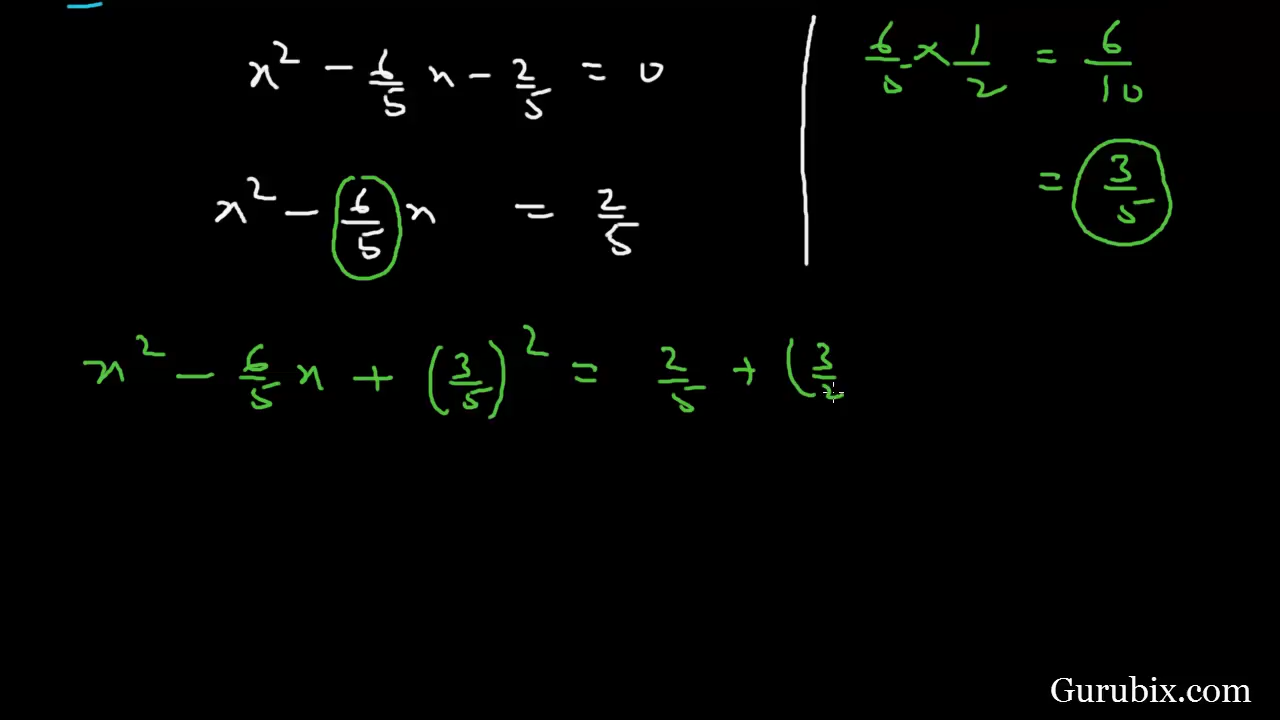 x² - 6/5 x - 2/5 = 0
x² - 6/5 x = 2/5
x² - 6/5 x + (3/5)² = 2/5 + (3/2
6/5 × 1/2 = 6/10
= 3/5
Gurubix.com